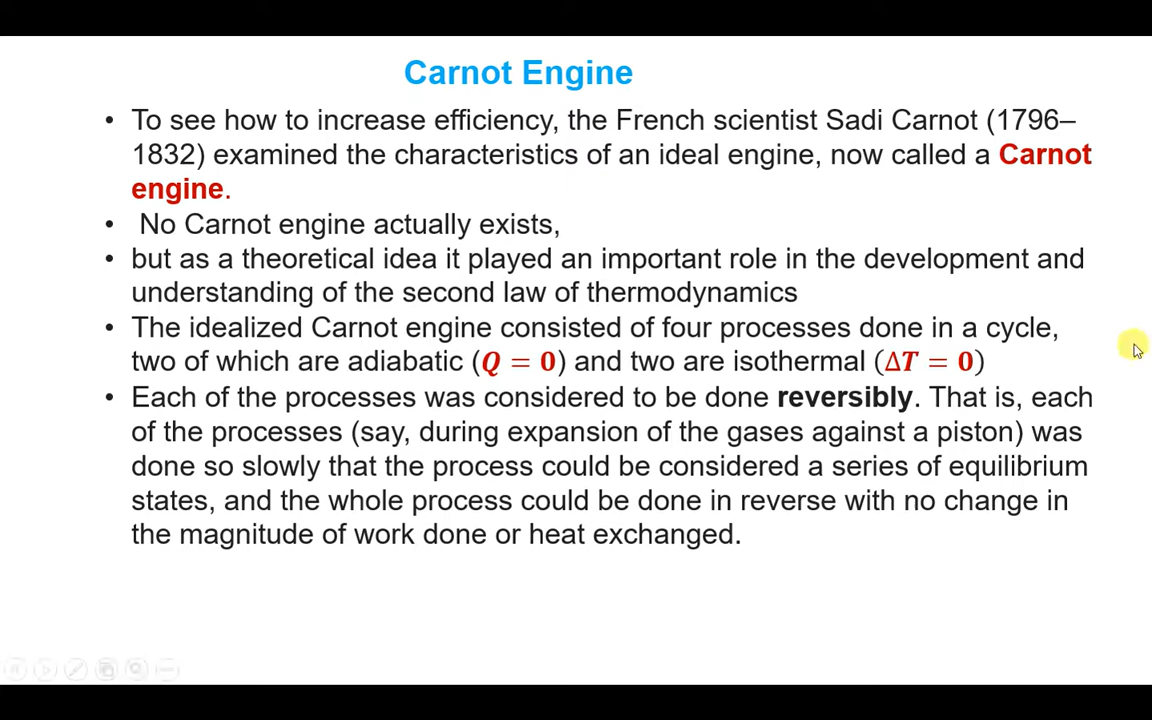 Carnot Engine
• To see how to increase efficiency, the French scientist Sadi Carnot (1796–
1832) examined the characteristics of an ideal engine, now called a Carnot
engine.
• No Carnot engine actually exists,
• but as a theoretical idea it played an important role in the development and
understanding of the second law of thermodynamics
• The idealized Carnot engine consisted of four processes done in a cycle,
two of which are adiabatic (Q = 0) and two are isothermal (ΔT = 0)
• Each of the processes was considered to be done reversibly. That is, each
of the processes (say, during expansion of the gases against a piston) was
done so slowly that the process could be considered a series of equilibrium
states, and the whole process could be done in reverse with no change in
the magnitude of work done or heat exchanged.